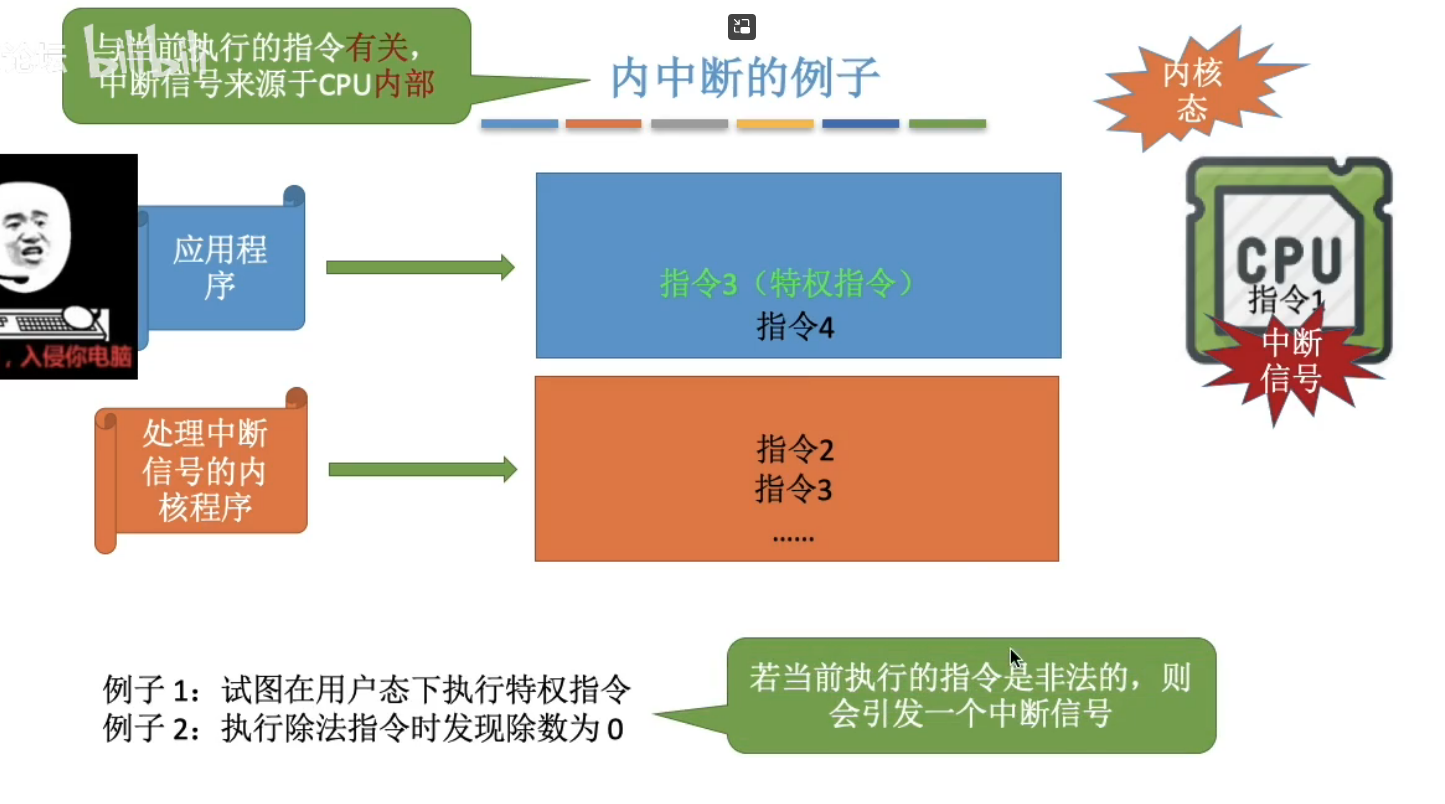 与当前执行的指令有关，
中断信号来源于CPU内部
论坛 bilibili
内中断的例子
内核
态
应用程
序
指令3（特权指令）
指令4
CPU
指令1
中断
信号
，入侵你电脑
处理中断
信号的内
核程序
指令2
指令3
……
例子 1：试图在用户态下执行特权指令
例子 2：执行除法指令时发现除数为 0
若当前执行的指令是非法的，则
会引发一个中断信号